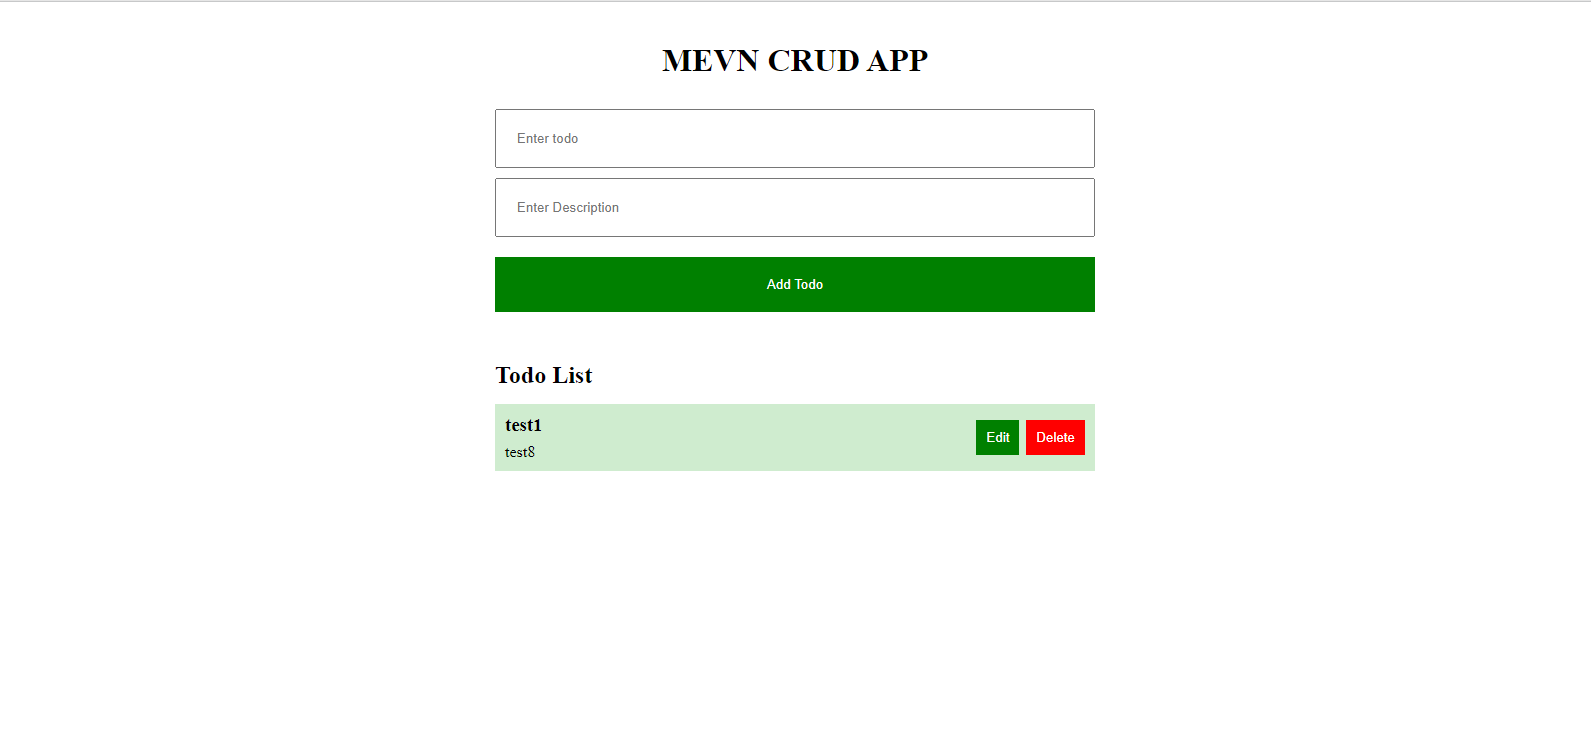 MEVN CRUD APP
Enter todo
Enter Description
Add Todo
Todo List
test1
Edit Delete
test8